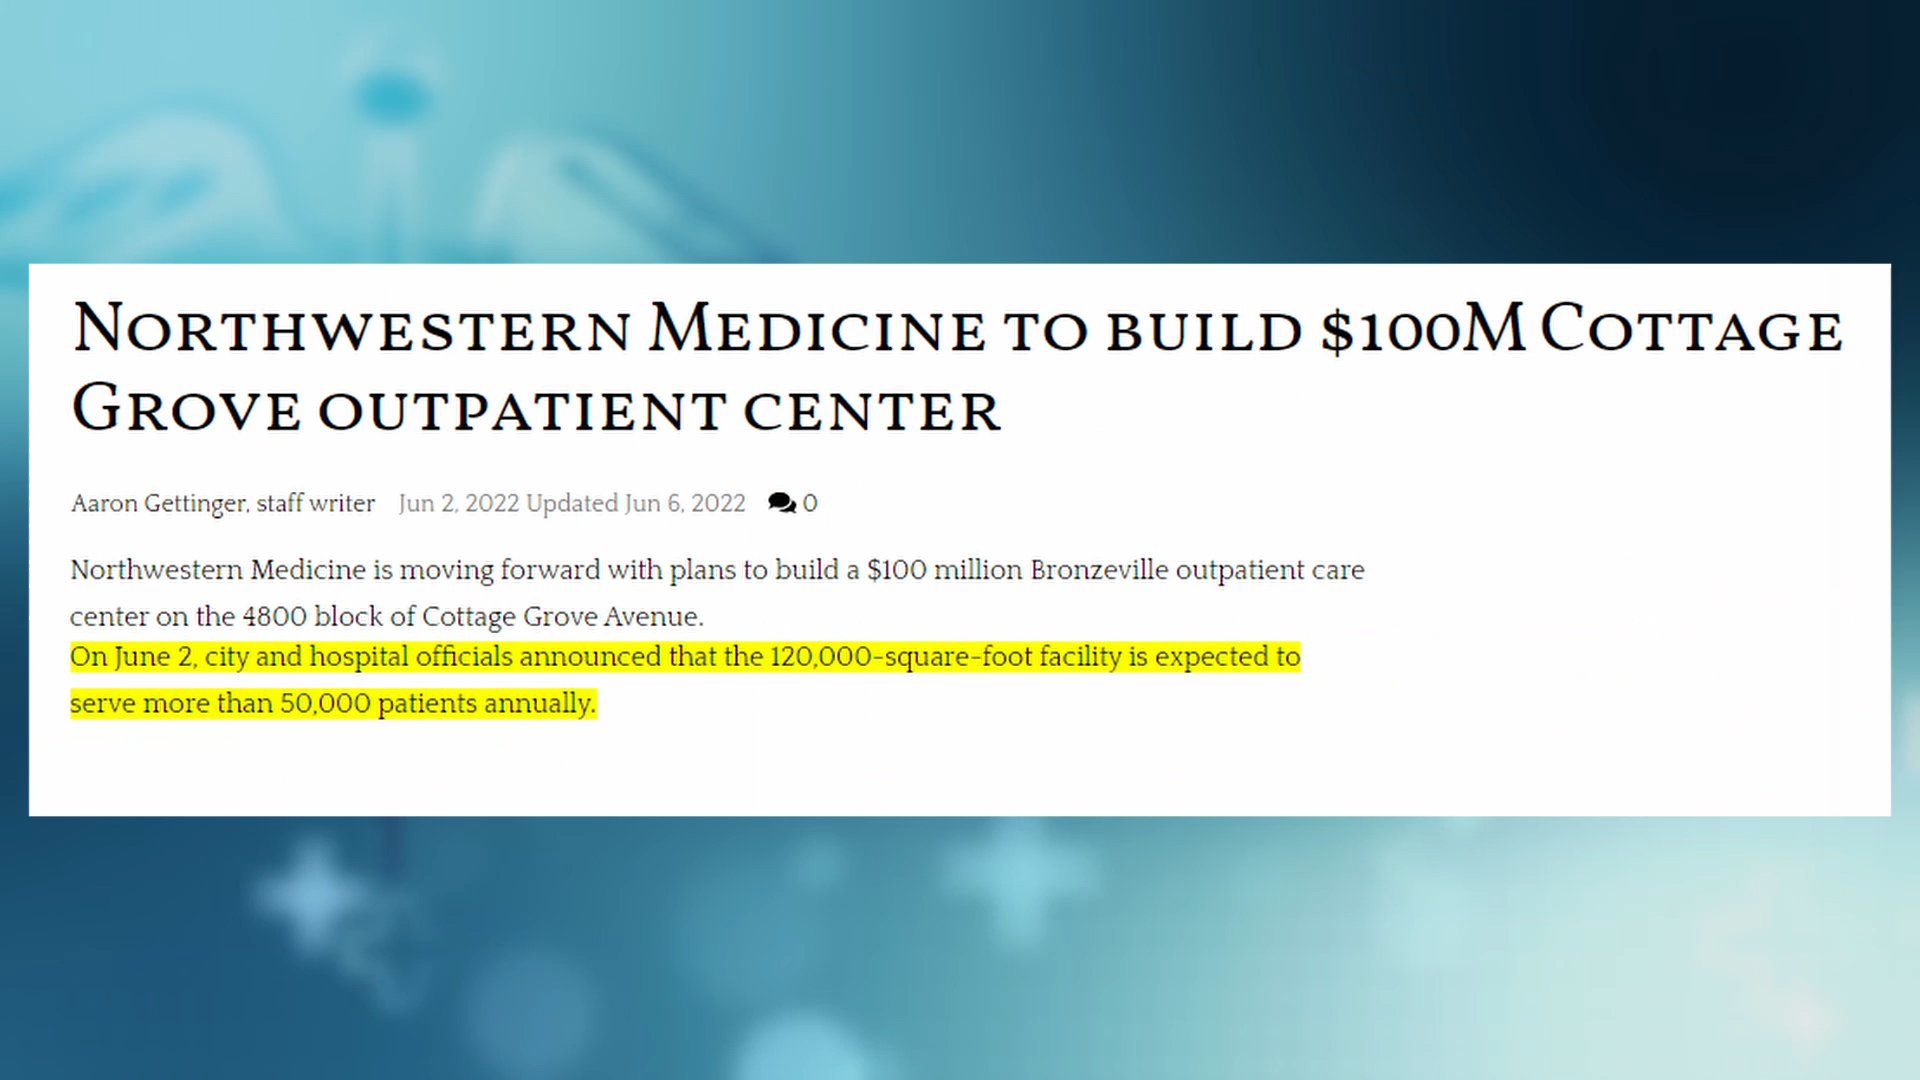 Northwestern Medicine to build $100M Cottage
Grove outpatient center
Aaron Gettinger, staff writer Jun 2, 2022 Updated Jun 6, 2022 0
Northwestern Medicine is moving forward with plans to build a $100 million Bronzeville outpatient care
center on the 4800 block of Cottage Grove Avenue.
On June 2, city and hospital officials announced that the 120,000-square-foot facility is expected to
serve more than 50,000 patients annually.